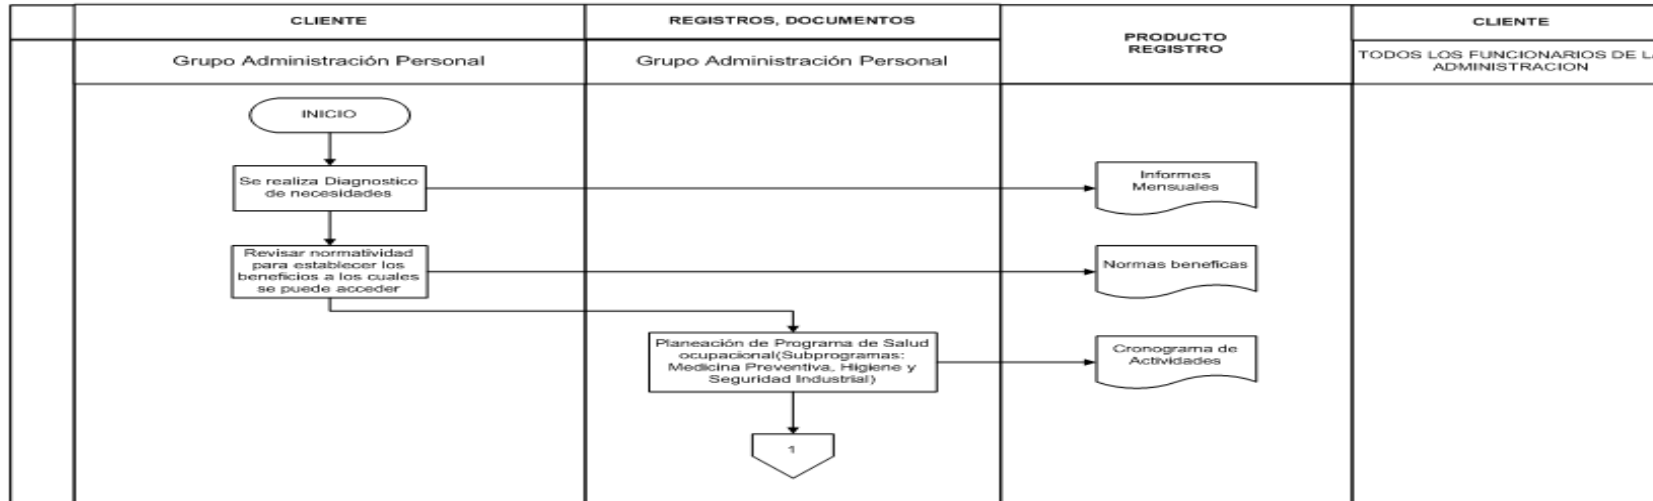 CLIENTE
REGISTROS, DOCUMENTOS
PRODUCTO
REGISTRO
CLIENTE
Grupo Administración Personal
Grupo Administración Personal
TODOS LOS FUNCIONARIOS DE LA
ADMINISTRACION
INICIO
Se realiza Diagnostico
de necesidades
Informes
Mensuales
Revisar normatividad
para establecer los
beneficios a los cuales
se puede acceder
Normas beneficas
Planeación de Programa de Salud
ocupacional(Subprogramas:
Medicina Preventiva, Higiene y
Seguridad Industrial)
Cronograma de
Actividades
1